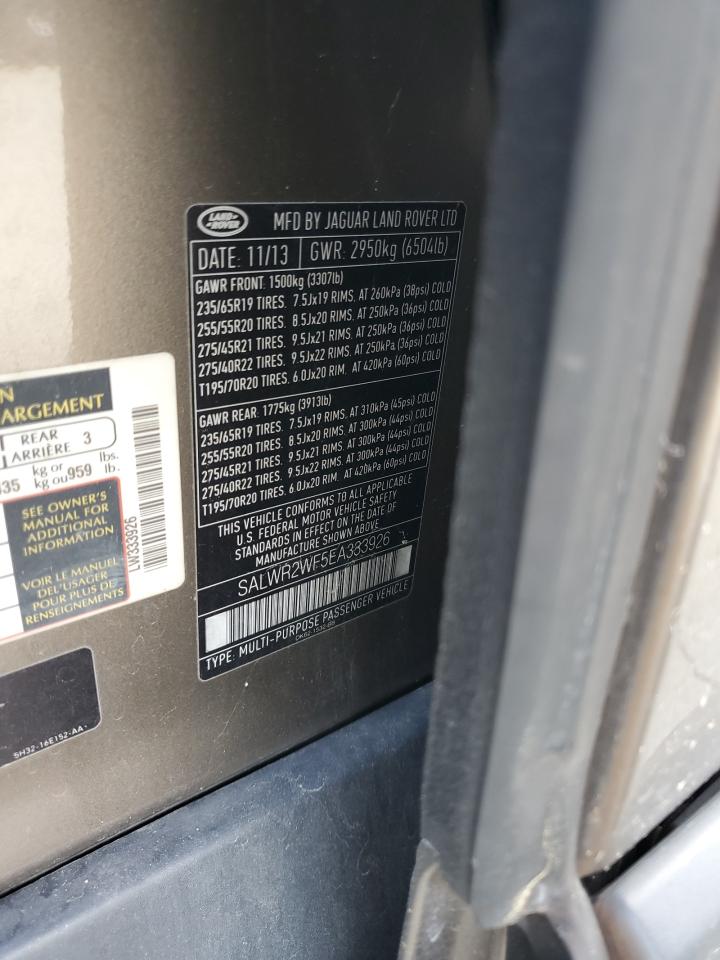 LAND-
ROVER
MFD BY JAGUAR LAND ROVER LTD
DATE: 11/13 GWR: 2950kg (6504lb)
GAWR FRONT: 1500kg (3307lb)
235/65R19 TIRES. 7.5Jx19 RIMS. AT 260kPa (38psi) COLD
255/55R20 TIRES. 8.5Jx20 RIMS. AT 250kPa (36psi) COLD
275/45R21 TIRES. 9.5Jx21 RIMS. AT 250kPa (36psi) COLD
275/40R22 TIRES. 9.5Jx22 RIMS. AT 250kPa (36psi) COLD
T195/70R20 TIRES. 6.0Jx20 RIM. AT 420kPa (60psi) COLD
GAWR REAR: 1775kg (3913lb)
235/65R19 TIRES. 7.5Jx19 RIMS. AT 310kPa (45psi) COLD
255/55R20 TIRES. 8.5Jx20 RIMS. AT 300kPa (44psi) COLD
275/45R21 TIRES. 9.5Jx21 RIMS. AT 300kPa (44psi) COLD
275/40R22 TIRES. 9.5Jx22 RIMS. AT 300kPa (44psi) COLD
T195/70R20 TIRES. 6.0Jx20 RIM. AT 420kPa (60psi) COLD
THIS VEHICLE CONFORMS TO ALL APPLICABLE
U.S. FEDERAL MOTOR VEHICLE SAFETY
STANDARDS IN EFFECT ON THE DATE OF
MANUFACTURE SHOWN ABOVE.
SALWR2WF5EA333926
TYPE: MULTI-PURPOSE PASSENGER VEHICLE
ARGEMENT
REAR
ARRIÈRE 3
435 kg or 959 lbs.
kg ou lb.
SEE OWNER'S
MANUAL FOR
ADDITIONAL
INFORMATION
VOIR LE MANUEL
DE L'USAGER
POUR PLUS DE
RENSEIGNEMENTS
LW333926
5H32-16E152-AA-